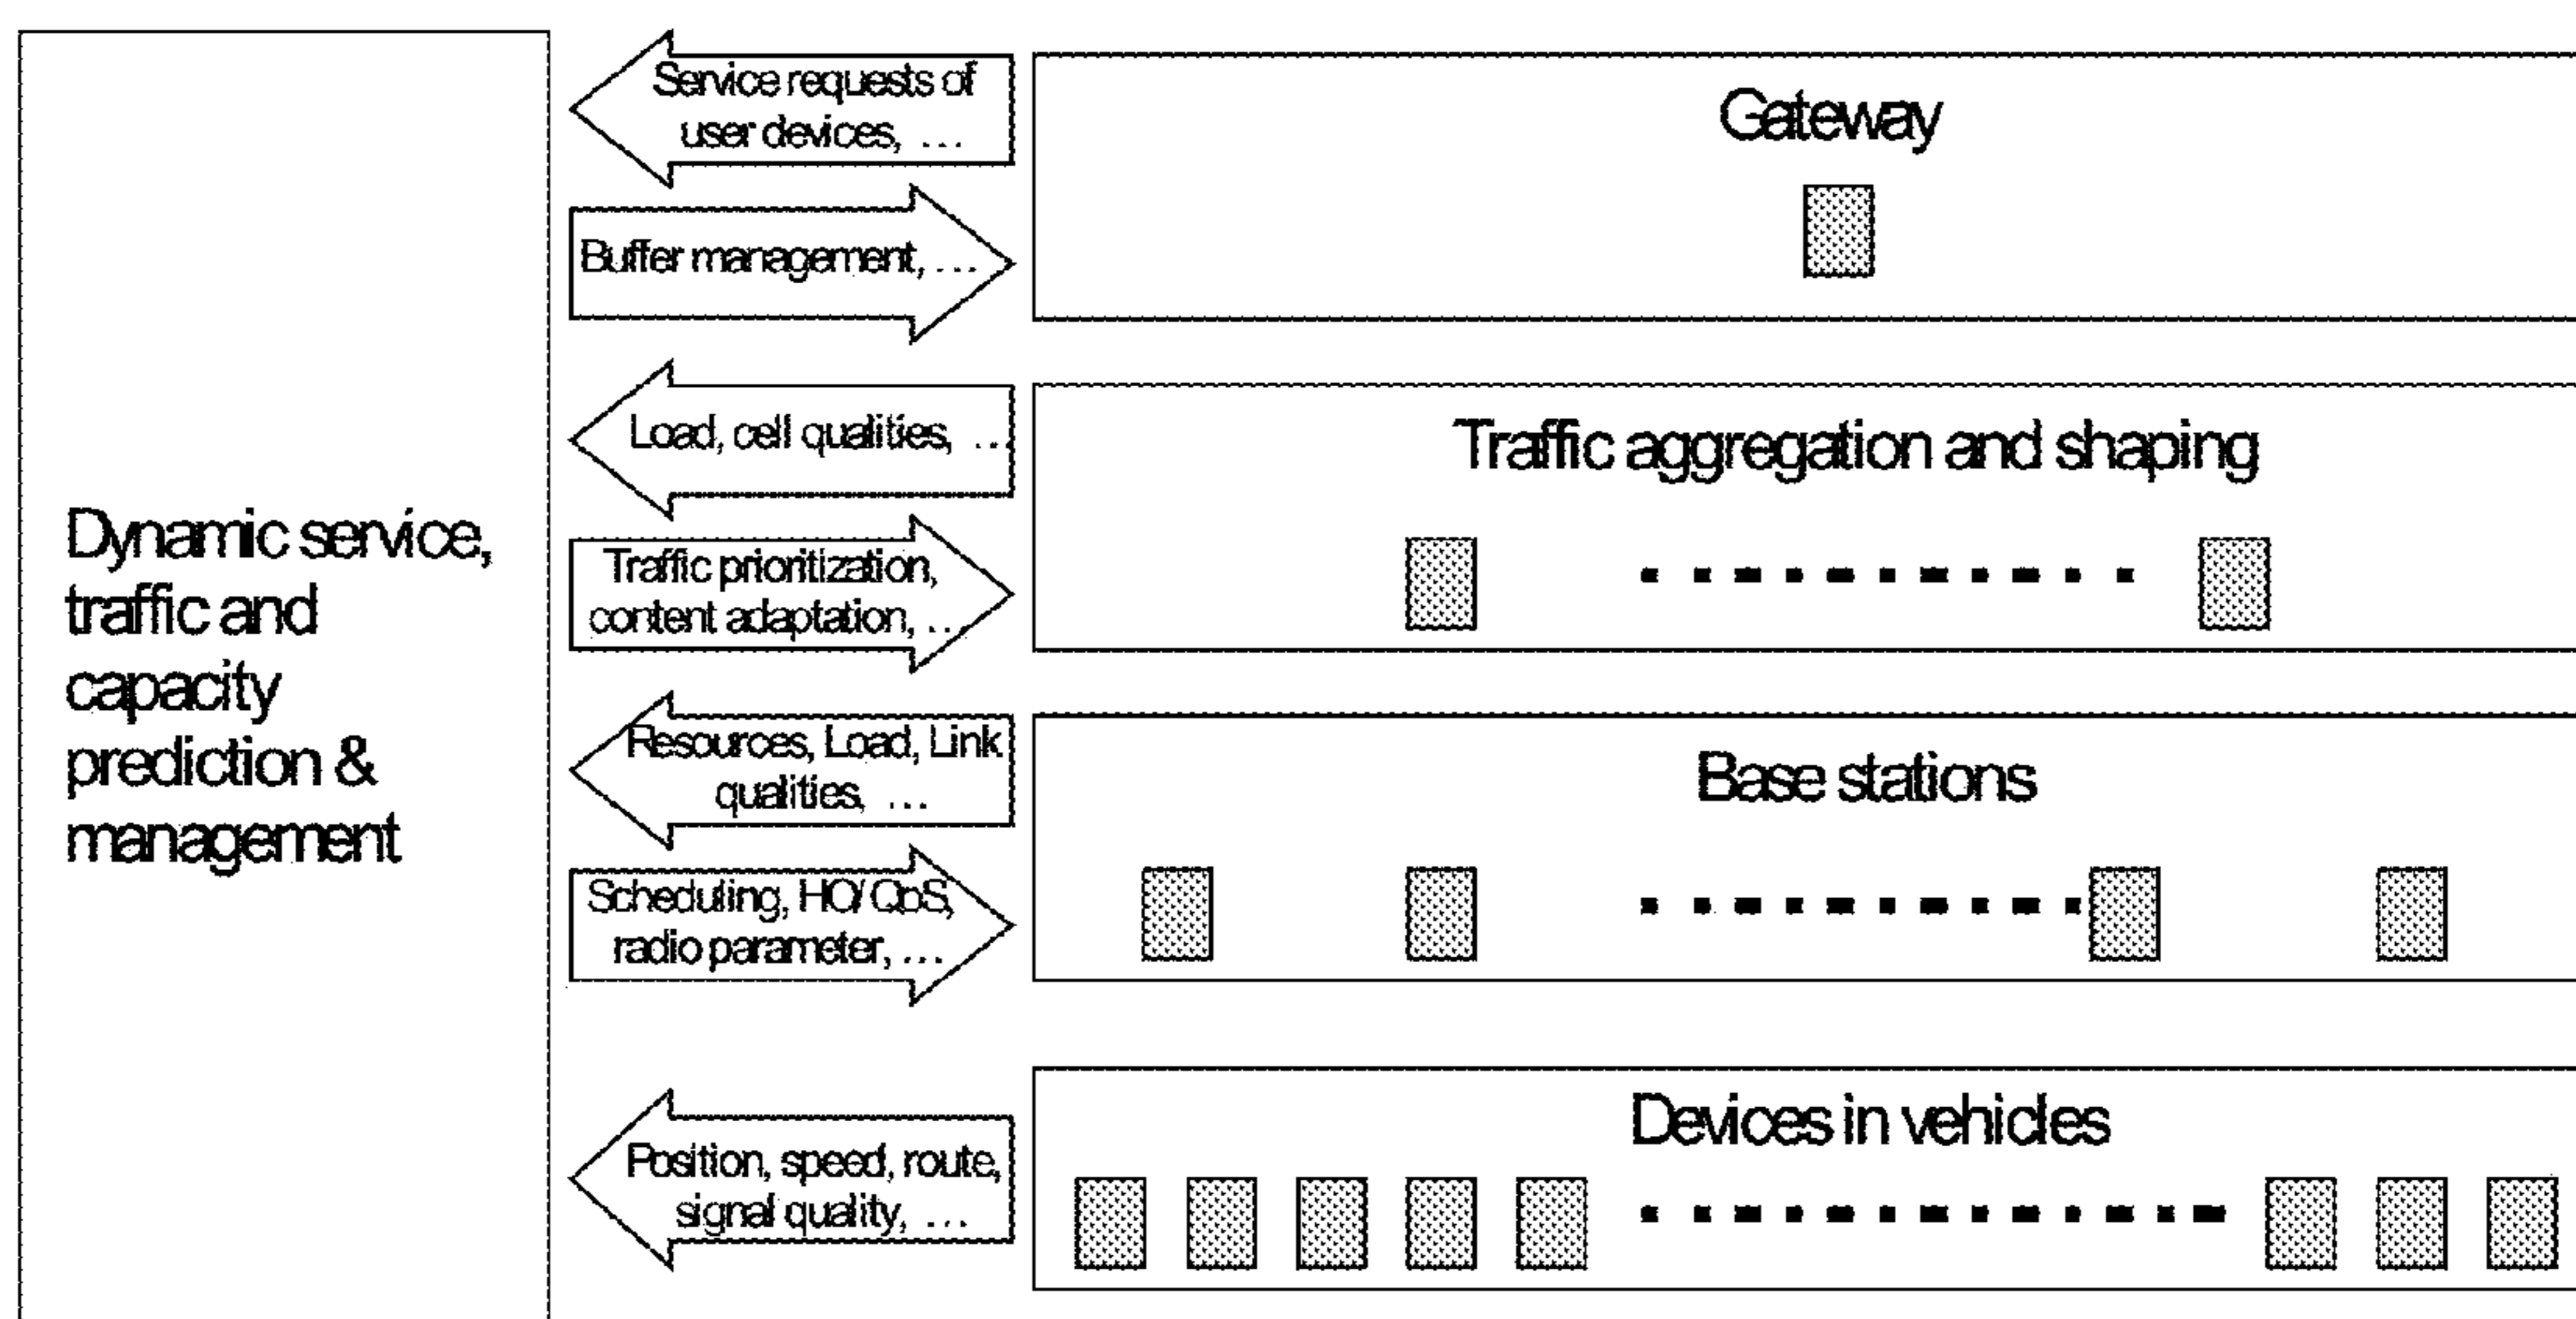 Service requests of
user devices, ...
Gateway
Buffer management, ...
Load, cell qualities, ...
Traffic aggregation and shaping
Dynamic service,
traffic and
capacity
prediction &
management
Traffic prioritization,
content adaptation, ...
Resources, Load, Link
qualities, ...
Base stations
Scheduling, HO/ QoS,
radio parameter, ...
Devices in vehicles
Position, speed, route,
signal quality, ...